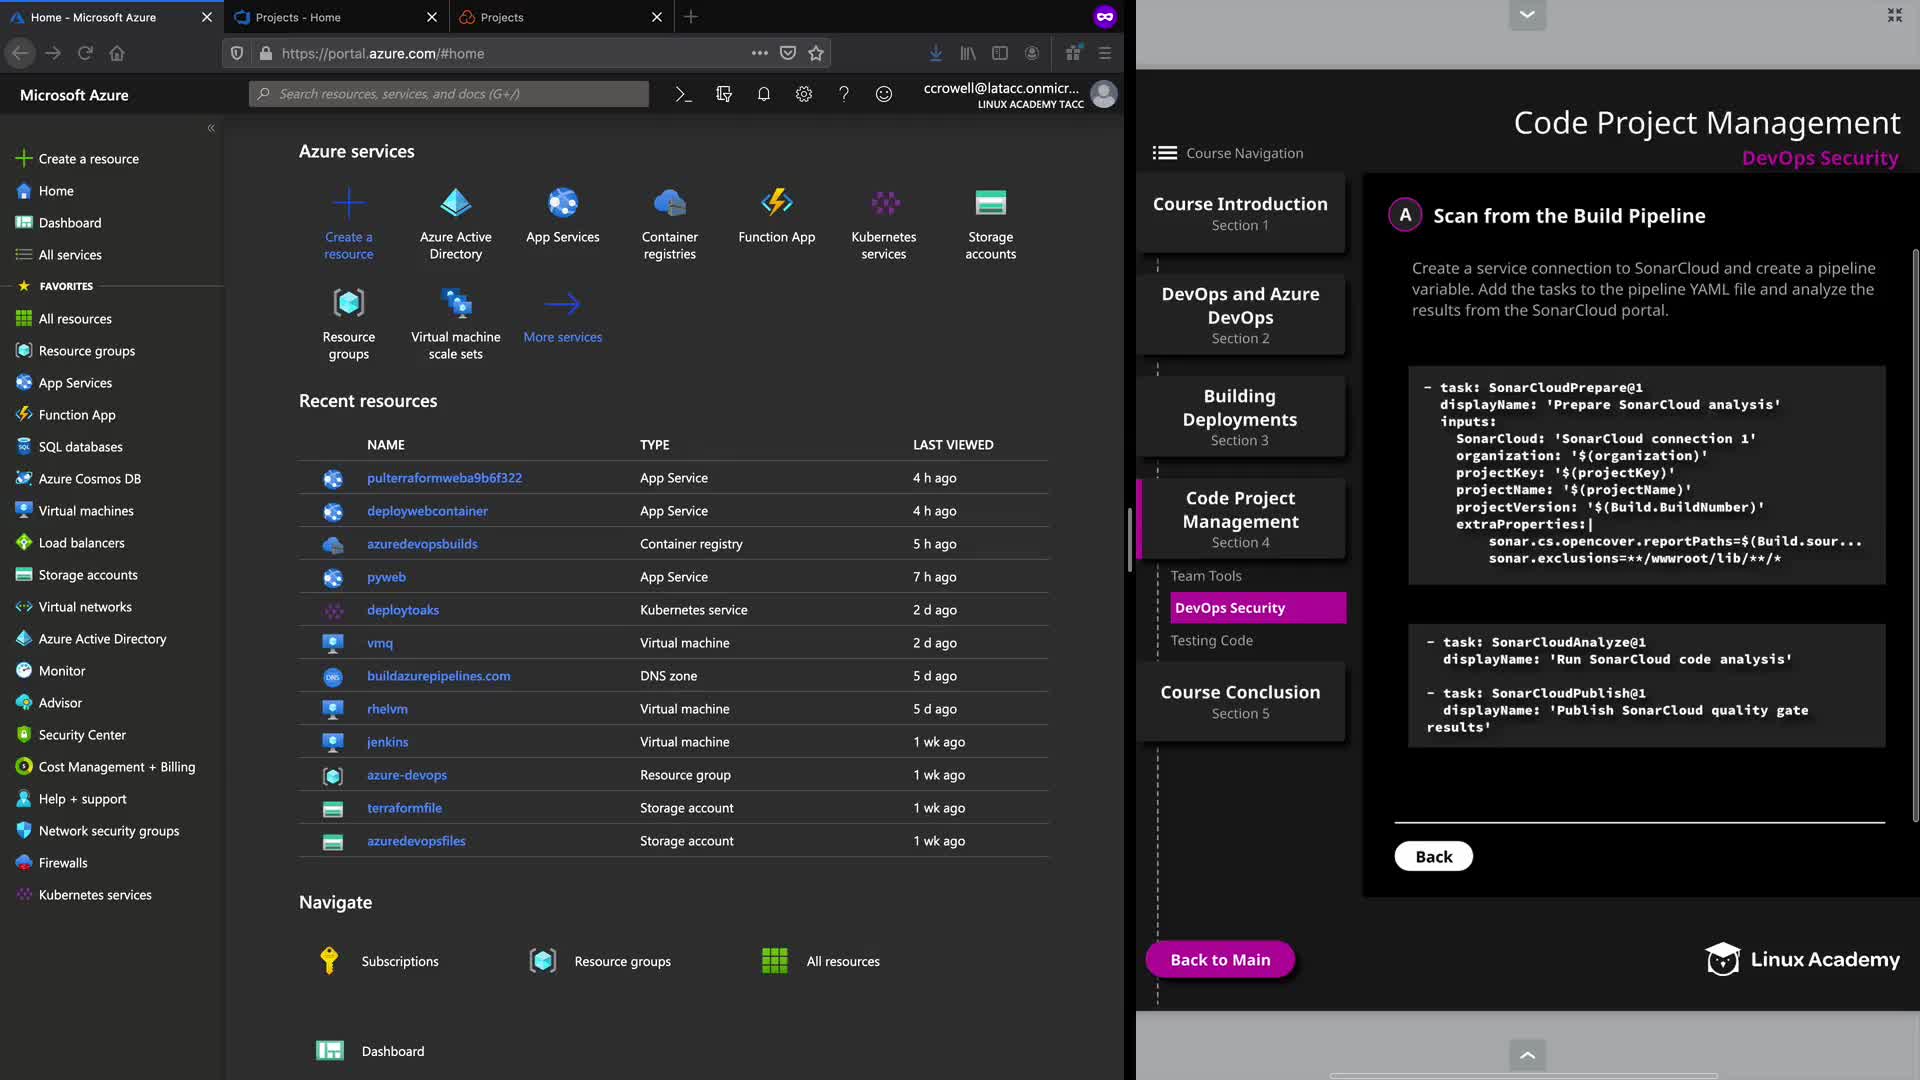 Home - Microsoft Azure
Projects - Home
Projects
https://portal.azure.com/#home
Microsoft Azure
Search resources, services, and docs (G+/)
ccrowell@latacc.onmicr...
LINUX ACADEMY TACC
Create a resource
Home
Dashboard
All services
FAVORITES
All resources
Resource groups
App Services
Function App
SQL databases
Azure Cosmos DB
Virtual machines
Load balancers
Storage accounts
Virtual networks
Azure Active Directory
Monitor
Advisor
Security Center
Cost Management + Billing
Help + support
Network security groups
Firewalls
Kubernetes services
Azure services
Create a resource
Azure Active Directory
App Services
Container registries
Function App
Kubernetes services
Storage accounts
Resource groups
Virtual machine scale sets
More services
Recent resources
NAME TYPE LAST VIEWED
pulterraformweba9b6f322 App Service 4 h ago
deploywebcontainer App Service 4 h ago
azuredevopsbuilds Container registry 5 h ago
pyweb App Service 7 h ago
deploytoaks Kubernetes service 2 d ago
vmq Virtual machine 2 d ago
DNS buildazurepipelines.com DNS zone 5 d ago
rhelvm Virtual machine 5 d ago
jenkins Virtual machine 1 wk ago
azure-devops Resource group 1 wk ago
terraformfile Storage account 1 wk ago
azuredevopsfiles Storage account 1 wk ago
Navigate
Subscriptions
Resource groups
All resources
Dashboard
Code Project Management
DevOps Security
Course Navigation
Course Introduction
Section 1
DevOps and Azure
DevOps
Section 2
Building
Deployments
Section 3
Code Project
Management
Section 4
Team Tools
DevOps Security
Testing Code
Course Conclusion
Section 5
Back to Main
A Scan from the Build Pipeline
Create a service connection to SonarCloud and create a pipeline
variable. Add the tasks to the pipeline YAML file and analyze the
results from the SonarCloud portal.
- task: SonarCloudPrepare@1
displayName: 'Prepare SonarCloud analysis'
inputs:
SonarCloud: 'SonarCloud connection 1'
organization: '$(organization)'
projectKey: '$(projectKey)'
projectName: '$(projectName)'
projectVersion: '$(Build.BuildNumber)'
extraProperties:|
sonar.cs.opencover.reportPaths=$(Build.sour...
sonar.exclusions=**/wwwroot/lib/**/*
- task: SonarCloudAnalyze@1
displayName: 'Run SonarCloud code analysis'
- task: SonarCloudPublish@1
displayName: 'Publish SonarCloud quality gate
results'
Back
Linux Academy